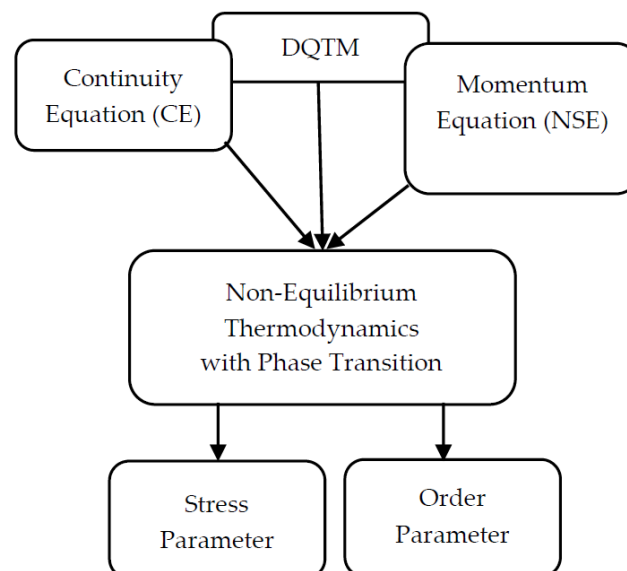 DQTM
Continuity
Equation (CE)
Momentum
Equation (NSE)
Non-Equilibrium
Thermodynamics
with Phase Transition
Stress
Parameter
Order
Parameter